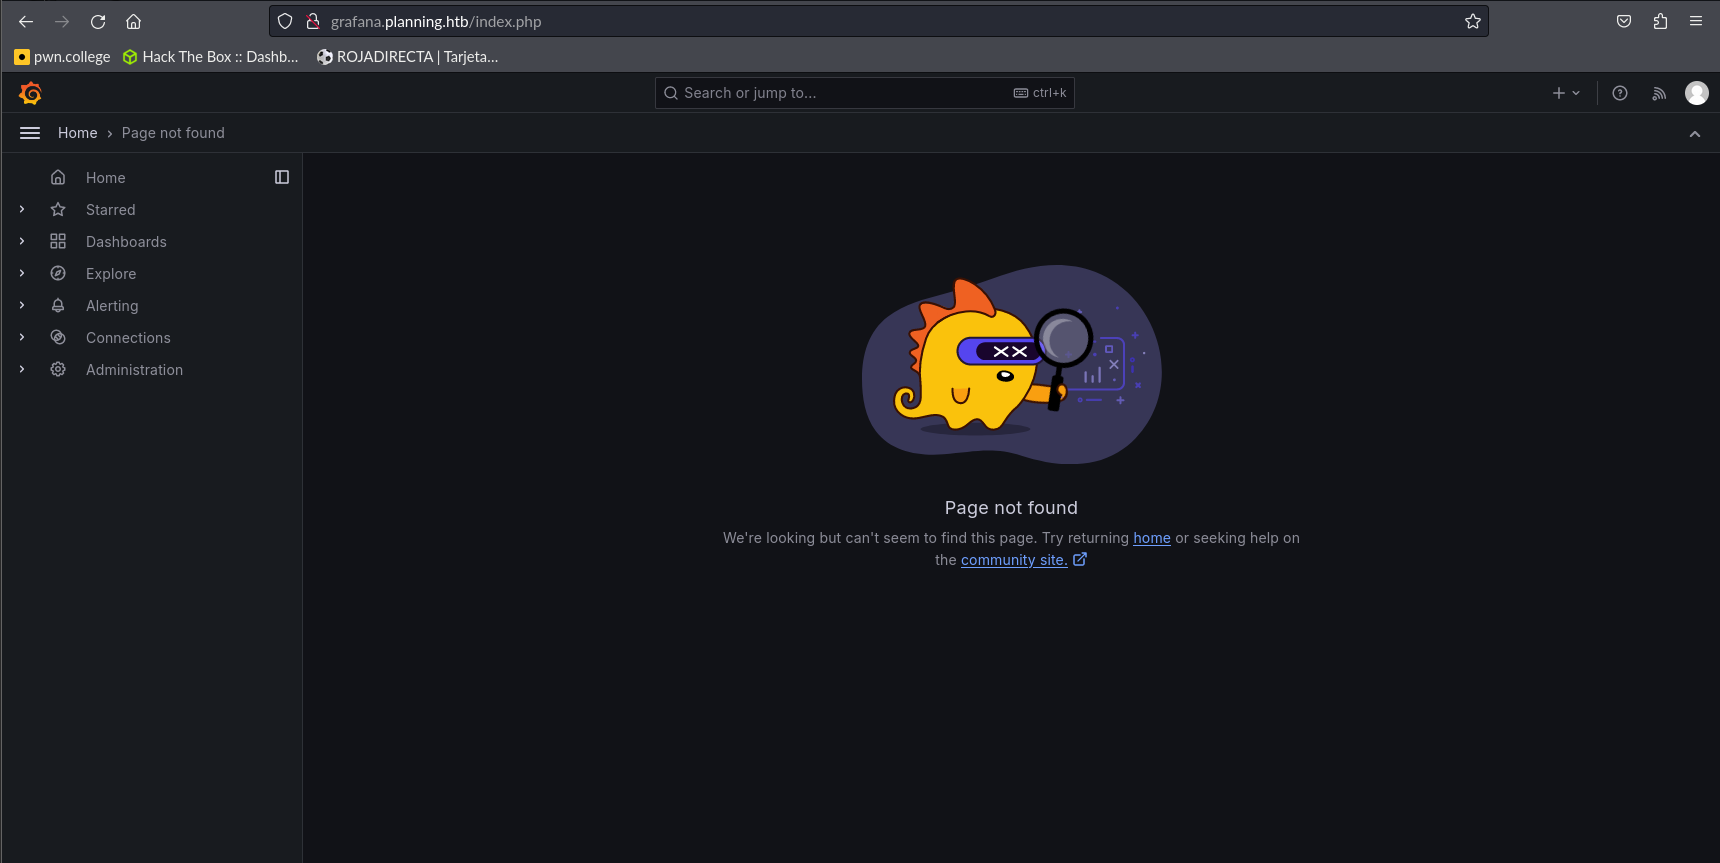 grafana.planning.htb/index.php
pwn.college Hack The Box :: Dashb... ROJADIRECTA | Tarjeta...
Search or jump to... ctrl+k
Home › Page not found
Home
Starred
Dashboards
Explore
Alerting
Connections
Administration
Page not found
We're looking but can't seem to find this page. Try returning home or seeking help on
the community site.